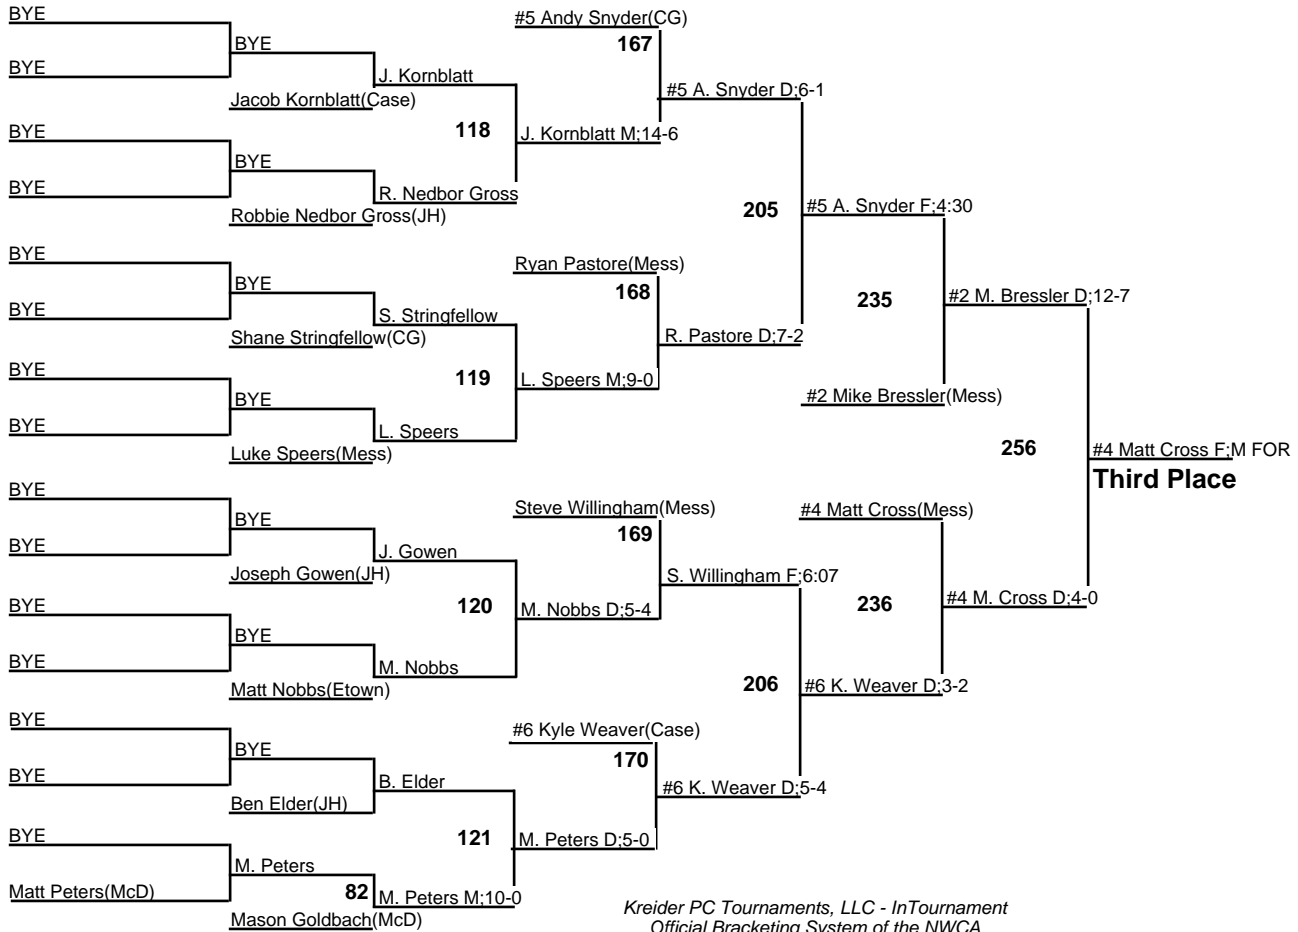 BYE
#5 Andy Snyder(CG)
167
BYE
BYE
J. Kornblatt
#5 A. Snyder D;6-1
Jacob Kornblatt(Case)
BYE
118
J. Kornblatt M;14-6
BYE
BYE
R. Nedbor Gross
Robbie Nedbor Gross(JH)
205
#5 A. Snyder F;4:30
BYE
Ryan Pastore(Mess)
BYE
168
235
#2 M. Bressler D;12-7
BYE
S. Stringfellow
Shane Stringfellow(CG)
R. Pastore D;7-2
BYE
119
L. Speers M;9-0
BYE
#2 Mike Bressler(Mess)
BYE
L. Speers
Luke Speers(Mess)
256
#4 Matt Cross F;M FOR
Third Place
BYE
Steve Willingham(Mess)
#4 Matt Cross(Mess)
BYE
169
BYE
J. Gowen
Joseph Gowen(JH)
S. Willingham F;6:07
BYE
120
M. Nobbs D;5-4
236
#4 M. Cross D;4-0
BYE
BYE
M. Nobbs
Matt Nobbs(Etown)
206
#6 K. Weaver D;3-2
BYE
#6 Kyle Weaver(Case)
BYE
170
BYE
B. Elder
#6 K. Weaver D;5-4
Ben Elder(JH)
BYE
121
M. Peters D;5-0
M. Peters
Matt Peters(McD)
82
M. Peters M;10-0
Mason Goldbach(McD)
Kreider PC Tournaments, LLC - InTournament
Official Bracketing System of the NWCA